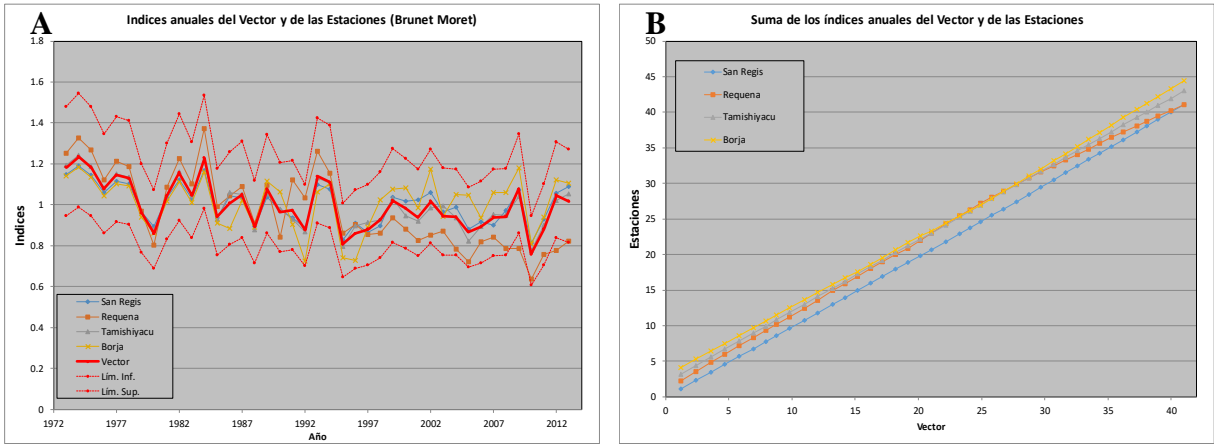 A
Indices anuales del Vector y de las Estaciones (Brunet Moret)
1.8
1.6
1.4
1.2
1
0.8
0.6
0.4
0.2
0
Indices
San Regis
Requena
Tamishiyacu
Borja
Vector
Lím. Inf.
Lím. Sup.
1972 1977 1982 1987 1992 1997 2002 2007 2012
Año
B
Suma de los índices anuales del Vector y de las Estaciones
50
45
40
35
30
25
20
15
10
5
0
Estaciones
San Regis
Requena
Tamishiyacu
Borja
0 5 10 15 20 25 30 35 40
Vector